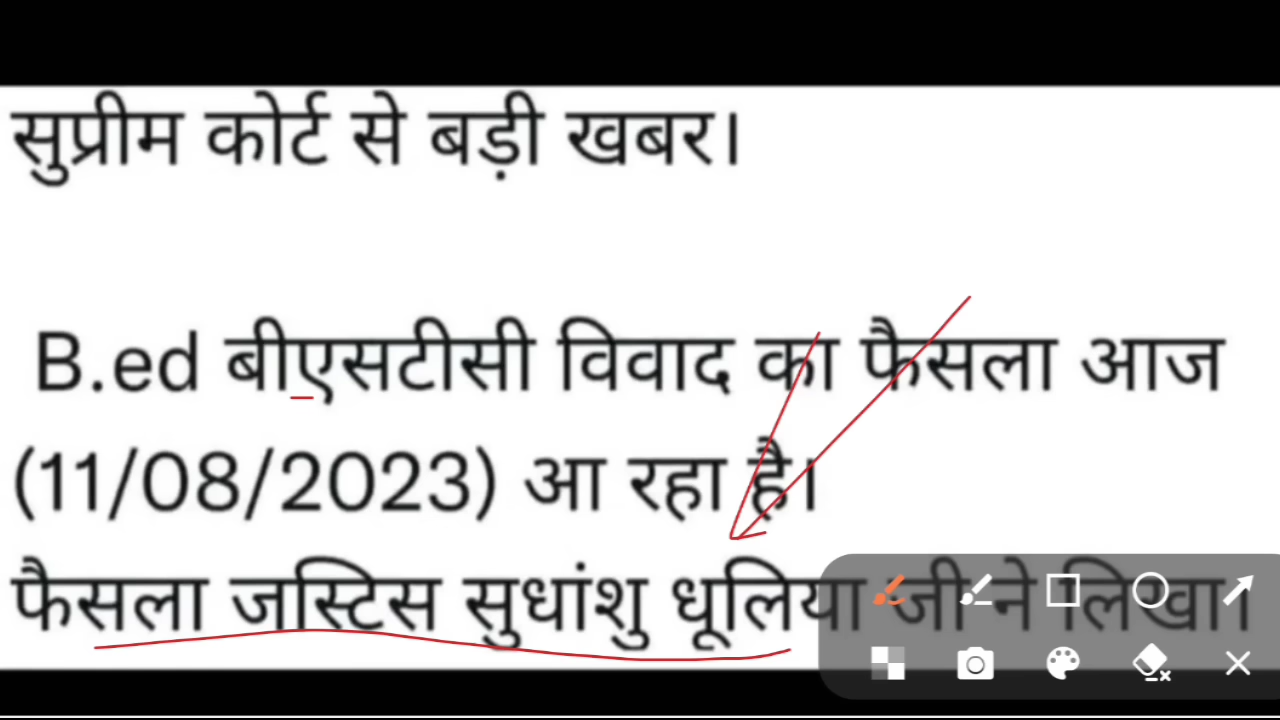 सुप्रीम कोर्ट से बड़ी खबर।
B.ed बीएसटीसी विवाद का फैसला आज
(11/08/2023) आ रहा है।
फैसला जस्टिस सुधांशु धूलिया जी ने लिखा।